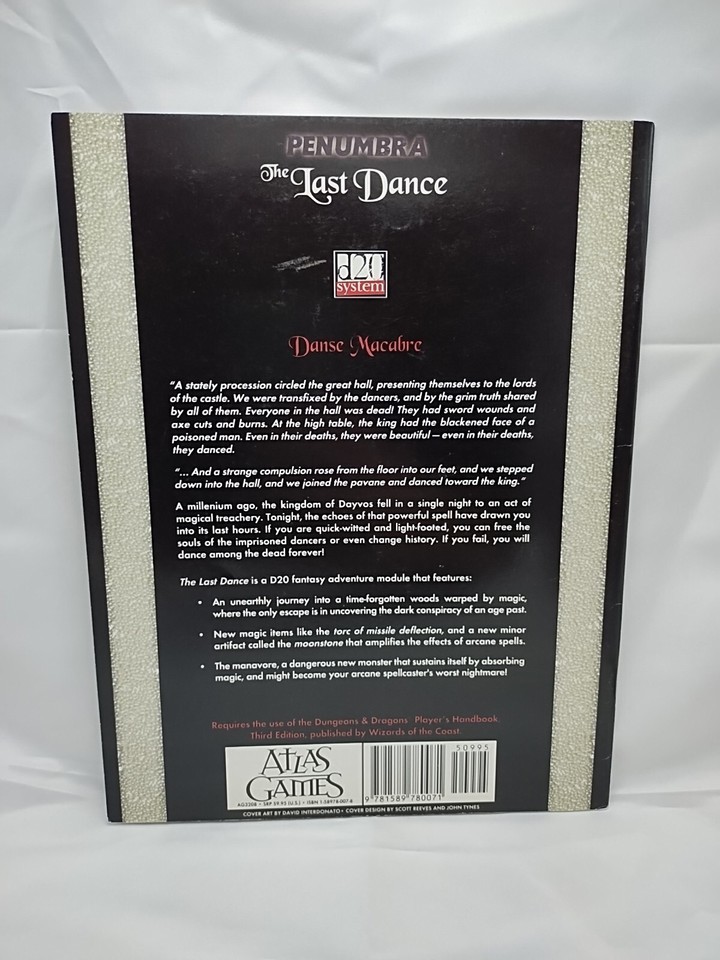 PENUMBRA
The Last Dance
d20
system
Danse Macabre
"A stately procession circled the great hall, presenting themselves to the lords
of the castle. We were transfixed by the dancers, and by the grim truth shared
by all of them. Everyone in the hall was dead! They had sword wounds and
axe cuts and burns. At the high table, the king had the blackened face of a
poisoned man. Even in their deaths, they were beautiful — even in their deaths,
they danced.
"... And a strange compulsion rose from the floor into our feet, and we stepped
down into the hall, and we joined the pavane and danced toward the king."
A millenium ago, the kingdom of Dayvos fell in a single night to an act of
magical treachery. Tonight, the echoes of that powerful spell have drawn you
into its last hours. If you are quick-witted and light-footed, you can free the
souls of the imprisoned dancers or even change history. If you fail, you will
dance among the dead forever!
The Last Dance is a D20 fantasy adventure module that features:
• An unearthly journey into a time-forgotten woods warped by magic,
where the only escape is in uncovering the dark conspiracy of an age past.
• New magic items like the torc of missile deflection, and a new minor
artifact called the moonstone that amplifies the effects of arcane spells.
• The manavore, a dangerous new monster that sustains itself by absorbing
magic, and might become your arcane spellcaster's worst nightmare!
Requires the use of the Dungeons & Dragons Player's Handbook,
Third Edition, published by Wizards of the Coast.
ATLAS
GAMES
50995
AG3208 • SRP $9.95 (U.S.) • ISBN 1-58978-007-6
9 781589 780071
COVER ART BY DAVID INTERDONATO • COVER DESIGN BY SCOTT REEVES AND JOHN TYNES